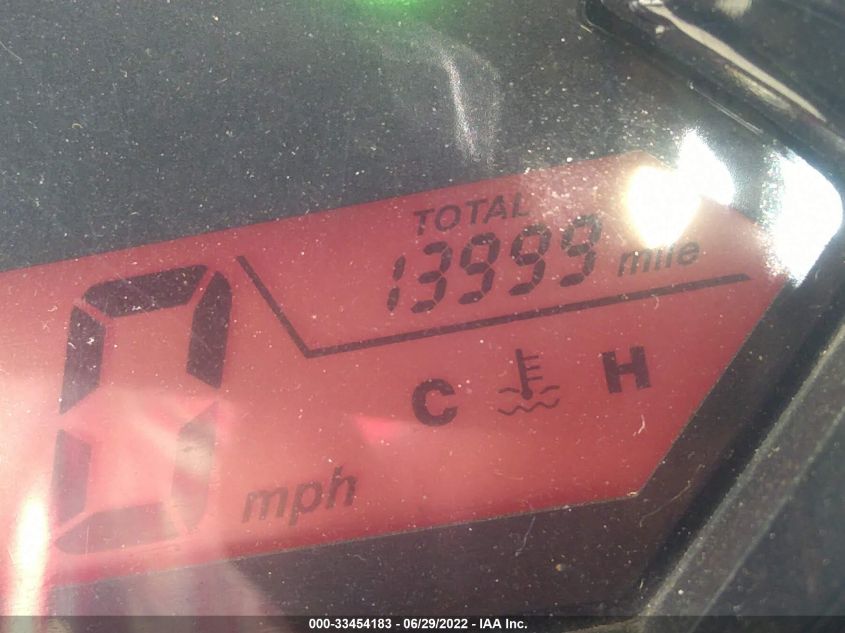 TOTAL
13999 mile
C H
0 mph
000-33454183 - 06/29/2022 - IAA Inc.